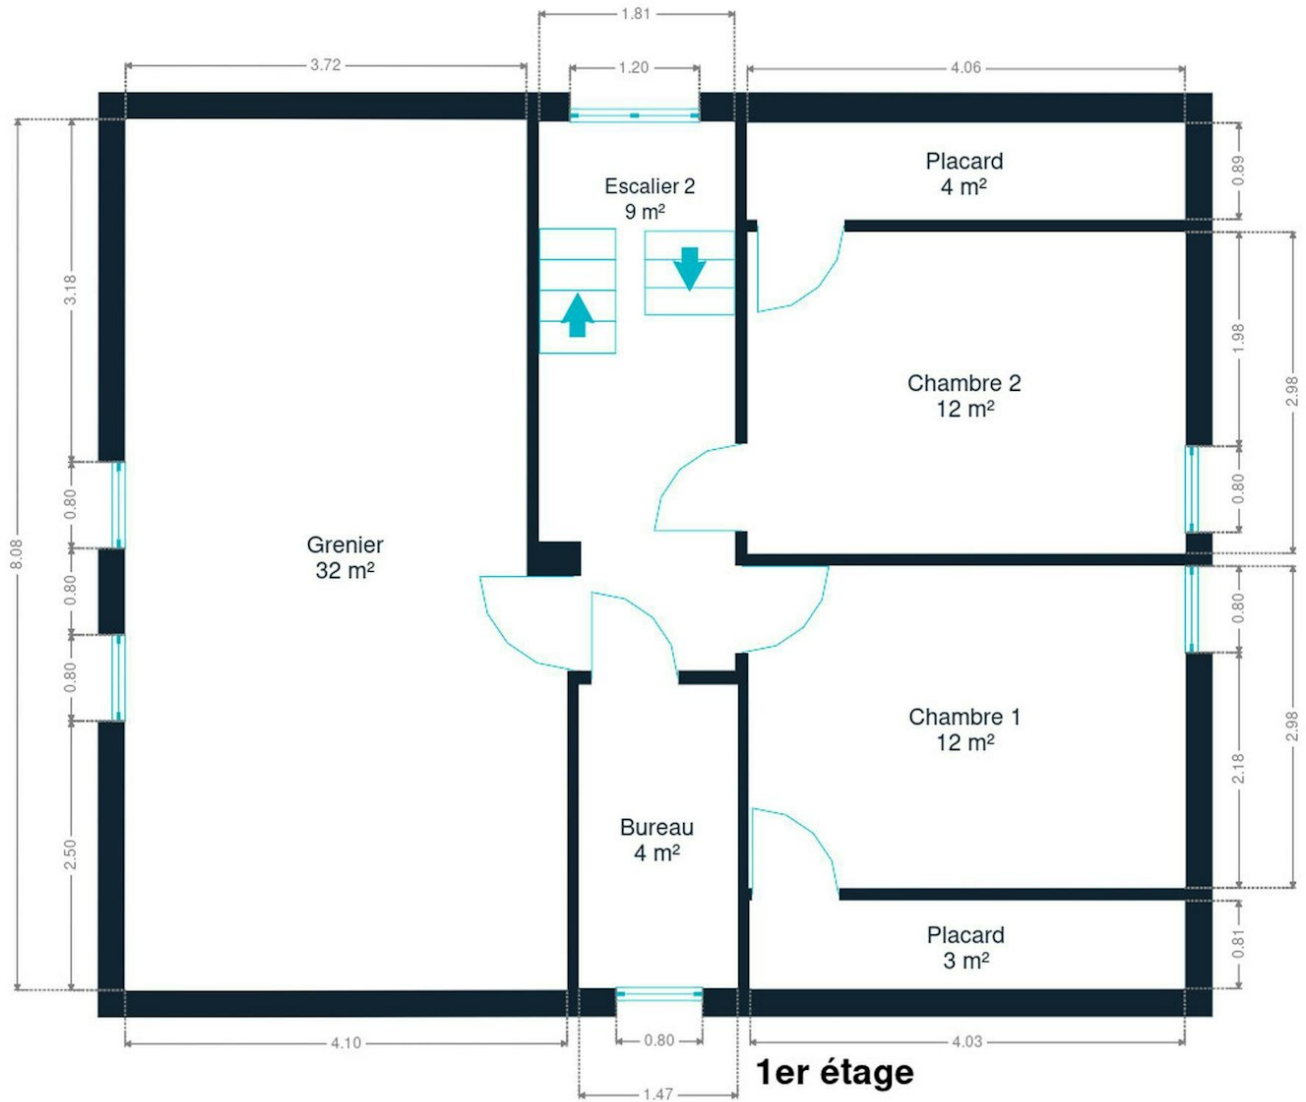 1.81
3.72
1.20
4.06
Placard
4 m²
0.89
Escalier 2
9 m²
3.18
1.98
2.98
Chambre 2
12 m²
0.80
0.80
8.08
Grenier
32 m²
0.80
0.80
0.80
Chambre 1
12 m²
2.98
2.18
Bureau
4 m²
2.50
Placard
3 m²
0.81
4.10
0.80
4.03
1er étage
1.47